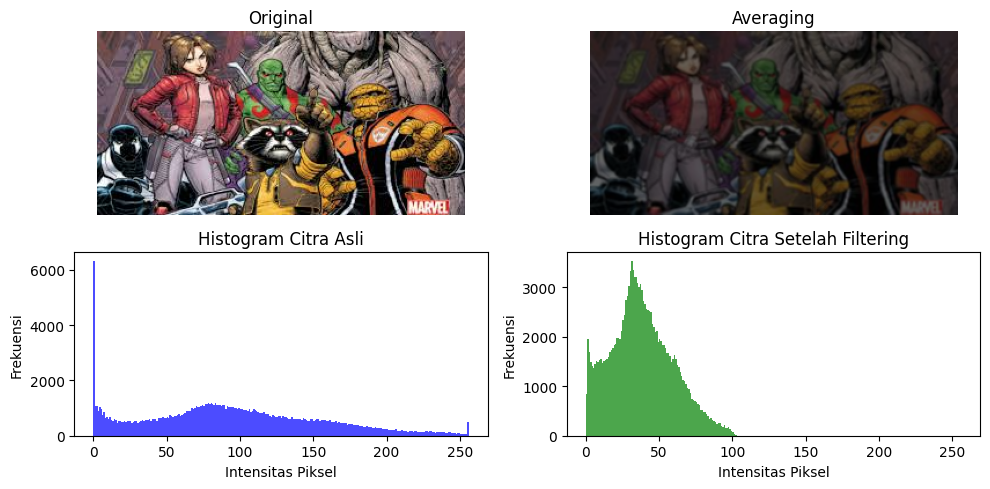 Original
Averaging
MARVEL
Histogram Citra Asli
Histogram Citra Setelah Filtering
Frekuensi
6000
4000
2000
0
0
50
100
150
200
250
Intensitas Piksel
Frekuensi
3000
2000
1000
0
0
50
100
150
200
250
Intensitas Piksel